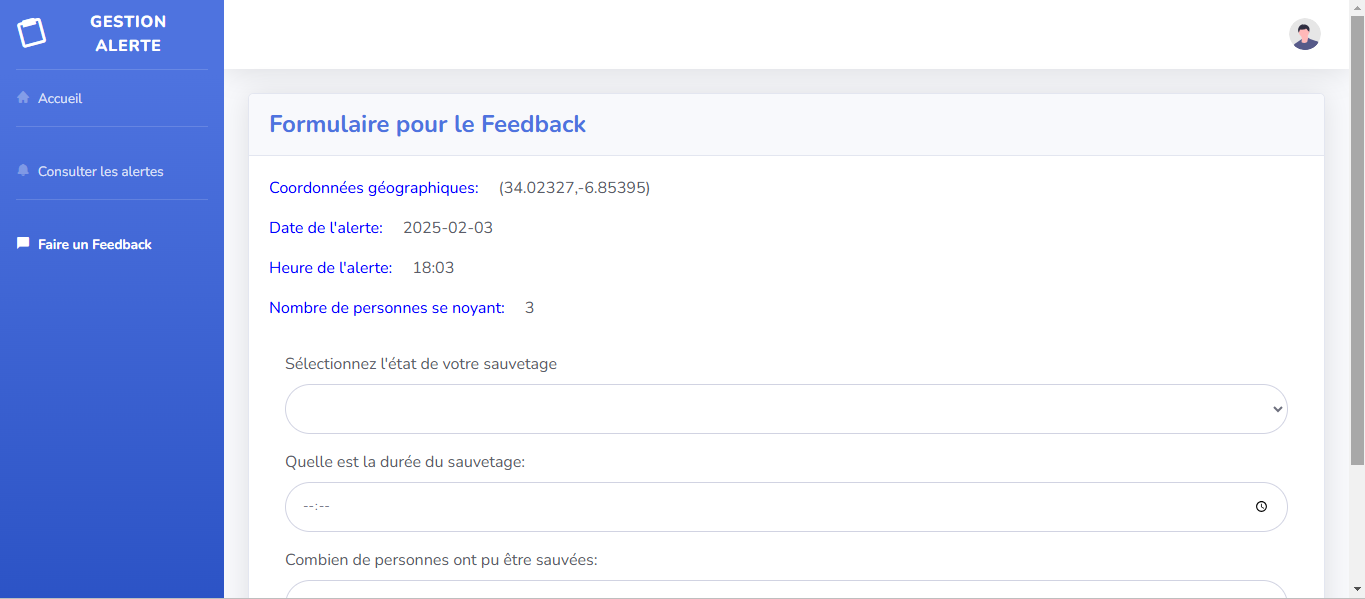 GESTION
ALERTE
Accueil
Consulter les alertes
Faire un Feedback
Formulaire pour le Feedback
Coordonnées géographiques: (34.02327,-6.85395)
Date de l'alerte: 2025-02-03
Heure de l'alerte: 18:03
Nombre de personnes se noyant: 3
Sélectionnez l'état de votre sauvetage
Quelle est la durée du sauvetage:
--:--
Combien de personnes ont pu être sauvées: